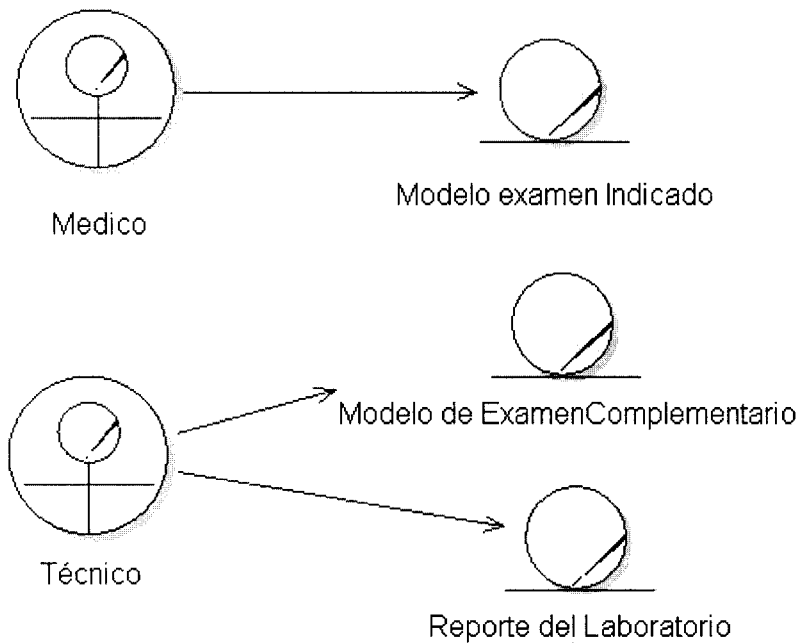 Medico
Modelo examen Indicado
Modelo de ExamenComplementario
Técnico
Reporte del Laboratorio